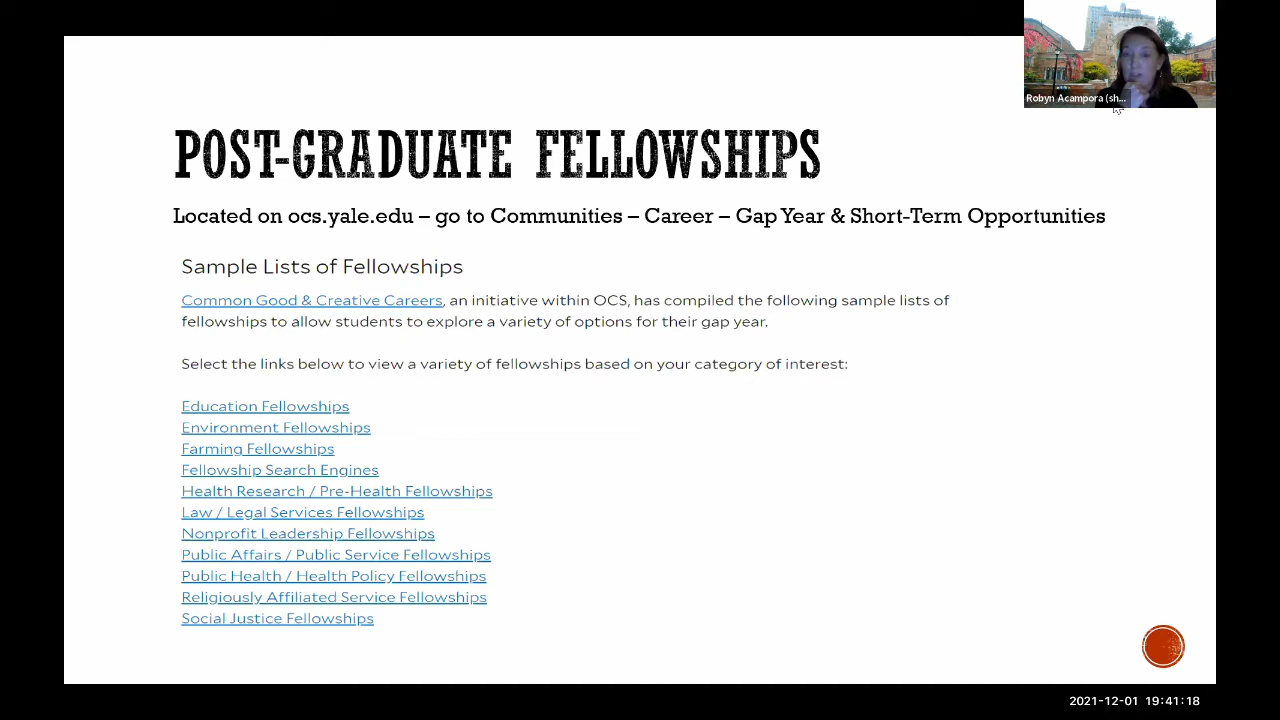 Robyn Acampora (sh...
POST-GRADUATE FELLOWSHIPS
Located on ocs.yale.edu – go to Communities – Career – Gap Year & Short-Term Opportunities
Sample Lists of Fellowships
Common Good & Creative Careers, an initiative within OCS, has compiled the following sample lists of
fellowships to allow students to explore a variety of options for their gap year.
Select the links below to view a variety of fellowships based on your category of interest:
Education Fellowships
Environment Fellowships
Farming Fellowships
Fellowship Search Engines
Health Research / Pre-Health Fellowships
Law / Legal Services Fellowships
Nonprofit Leadership Fellowships
Public Affairs / Public Service Fellowships
Public Health / Health Policy Fellowships
Religiously Affiliated Service Fellowships
Social Justice Fellowships
2021-12-01 19:41:18